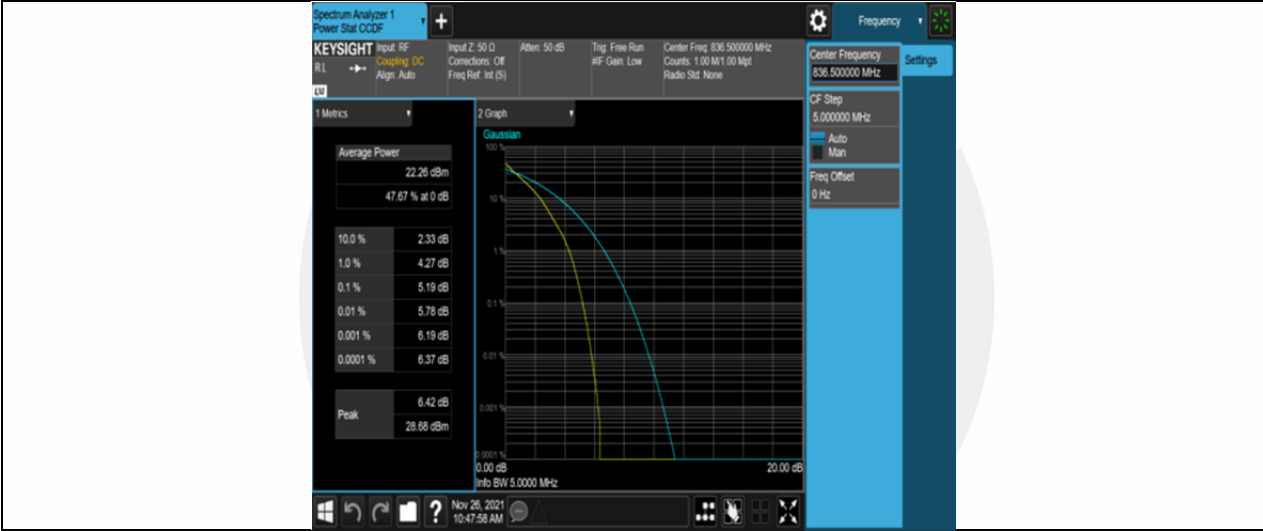 Spectrum Analyzer 1
Power Stat CCDF
+
Frequency
KEYSIGHT
RL
Input: RF
Coupling: DC
Align: Auto
Input Z: 50 Ω
Corrections: Off
Freq Ref: Int (S)
Atten: 50 dB
Trig: Free Run
#IF Gain: Low
Center Freq: 836.500000 MHz
Counts: 1.00 M/1.00 Mpt
Radio Std: None
LV
1 Metrics
Average Power
22.26 dBm
47.67 % at 0 dB
10.0 % 2.33 dB
1.0 % 4.27 dB
0.1 % 5.19 dB
0.01 % 5.78 dB
0.001 % 6.19 dB
0.0001 % 6.37 dB
Peak
6.42 dB
28.68 dBm
2 Graph
Gaussian
100 %
10 %
1 %
0.1 %
0.01 %
0.001 %
0.0001 %
0.00 dB
20.00 dB
Info BW 5.0000 MHz
Center Frequency
836.500000 MHz
Settings
CF Step
5.000000 MHz
Auto
Man
Freq Offset
0 Hz
?
Nov 26, 2021
10:47:58 AM